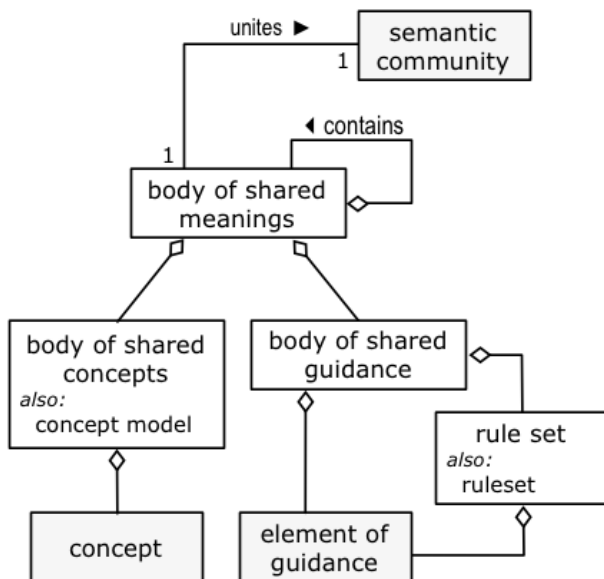 unites ►
semantic
community
1
◄ contains
1
body of shared
meanings
body of shared
concepts
also:
concept model
body of shared
guidance
rule set
also:
ruleset
concept
element of
guidance